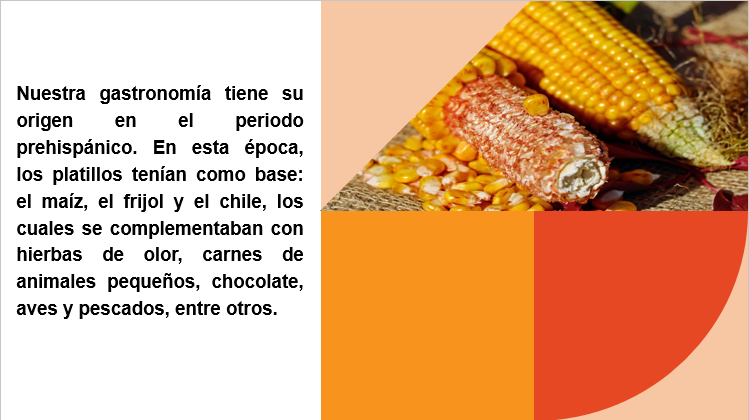 Nuestra gastronomía tiene su
origen en el periodo
prehispánico. En esta época,
los platillos tenían como base:
el maíz, el frijol y el chile, los
cuales se complementaban con
hierbas de olor, carnes de
animales pequeños, chocolate,
aves y pescados, entre otros.